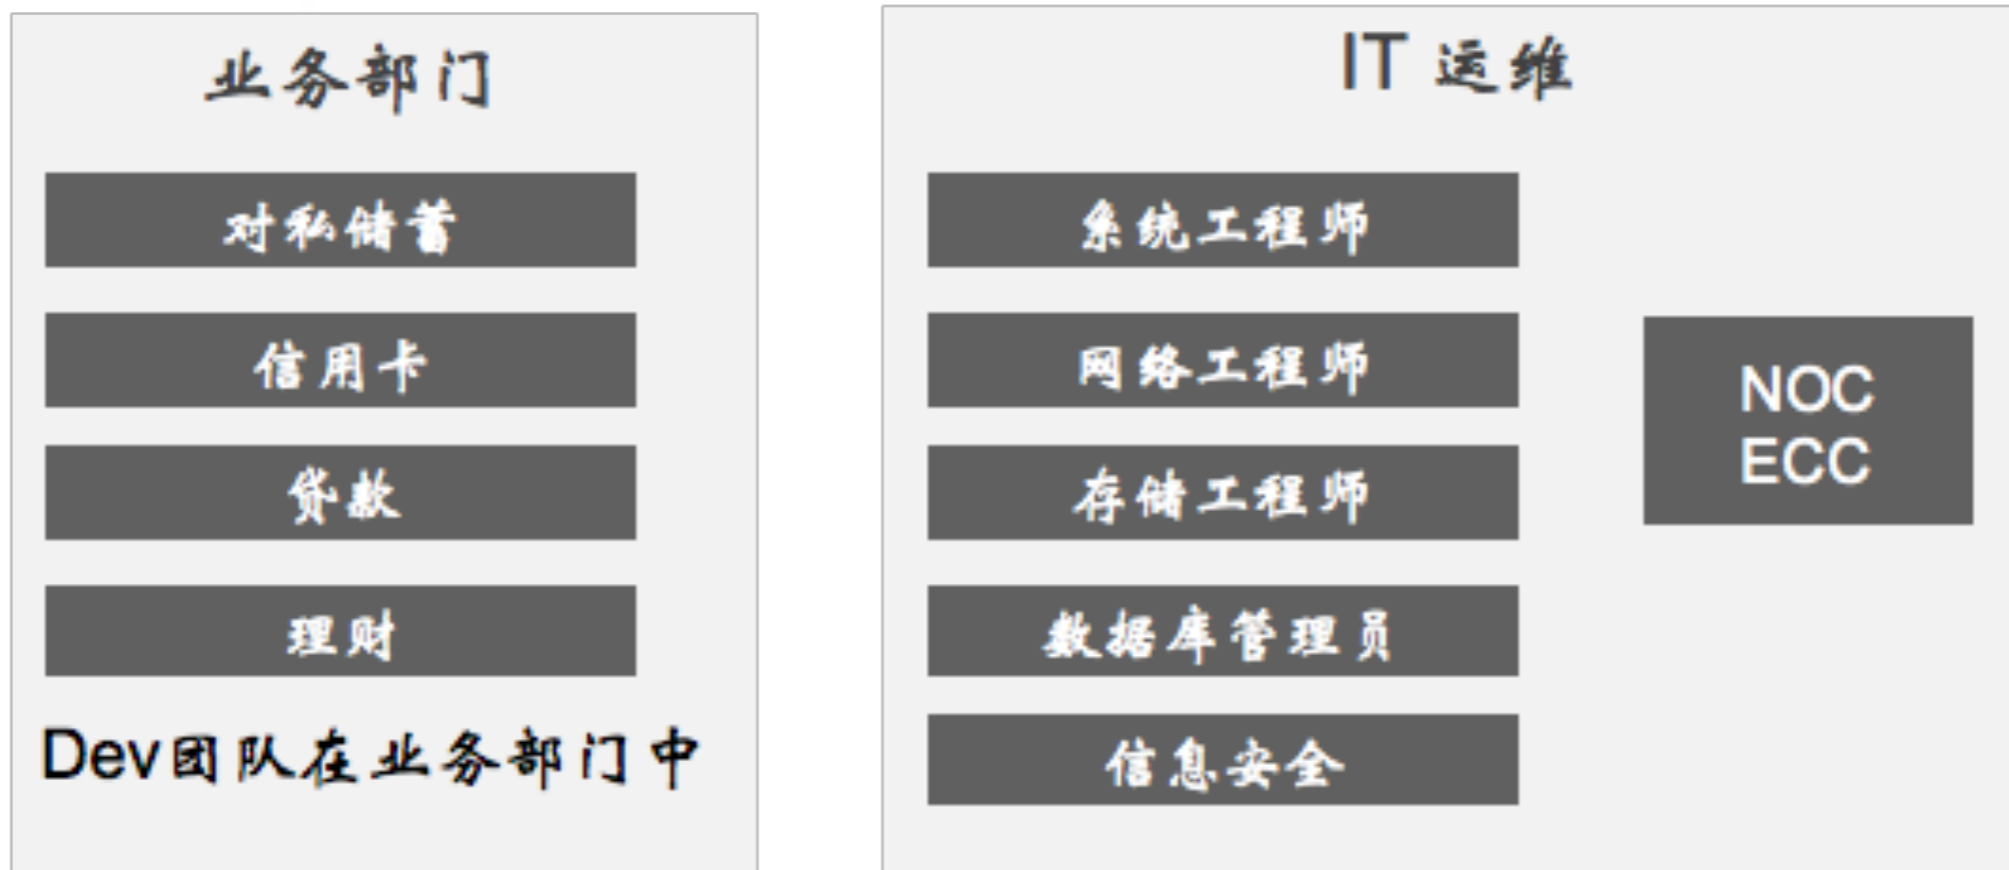 业务部门
对私储蓄
信用卡
贷款
理财
Dev团队在业务部门中
IT 运维
系统工程师
网络工程师
存储工程师
数据库管理员
信息安全
NOC
ECC